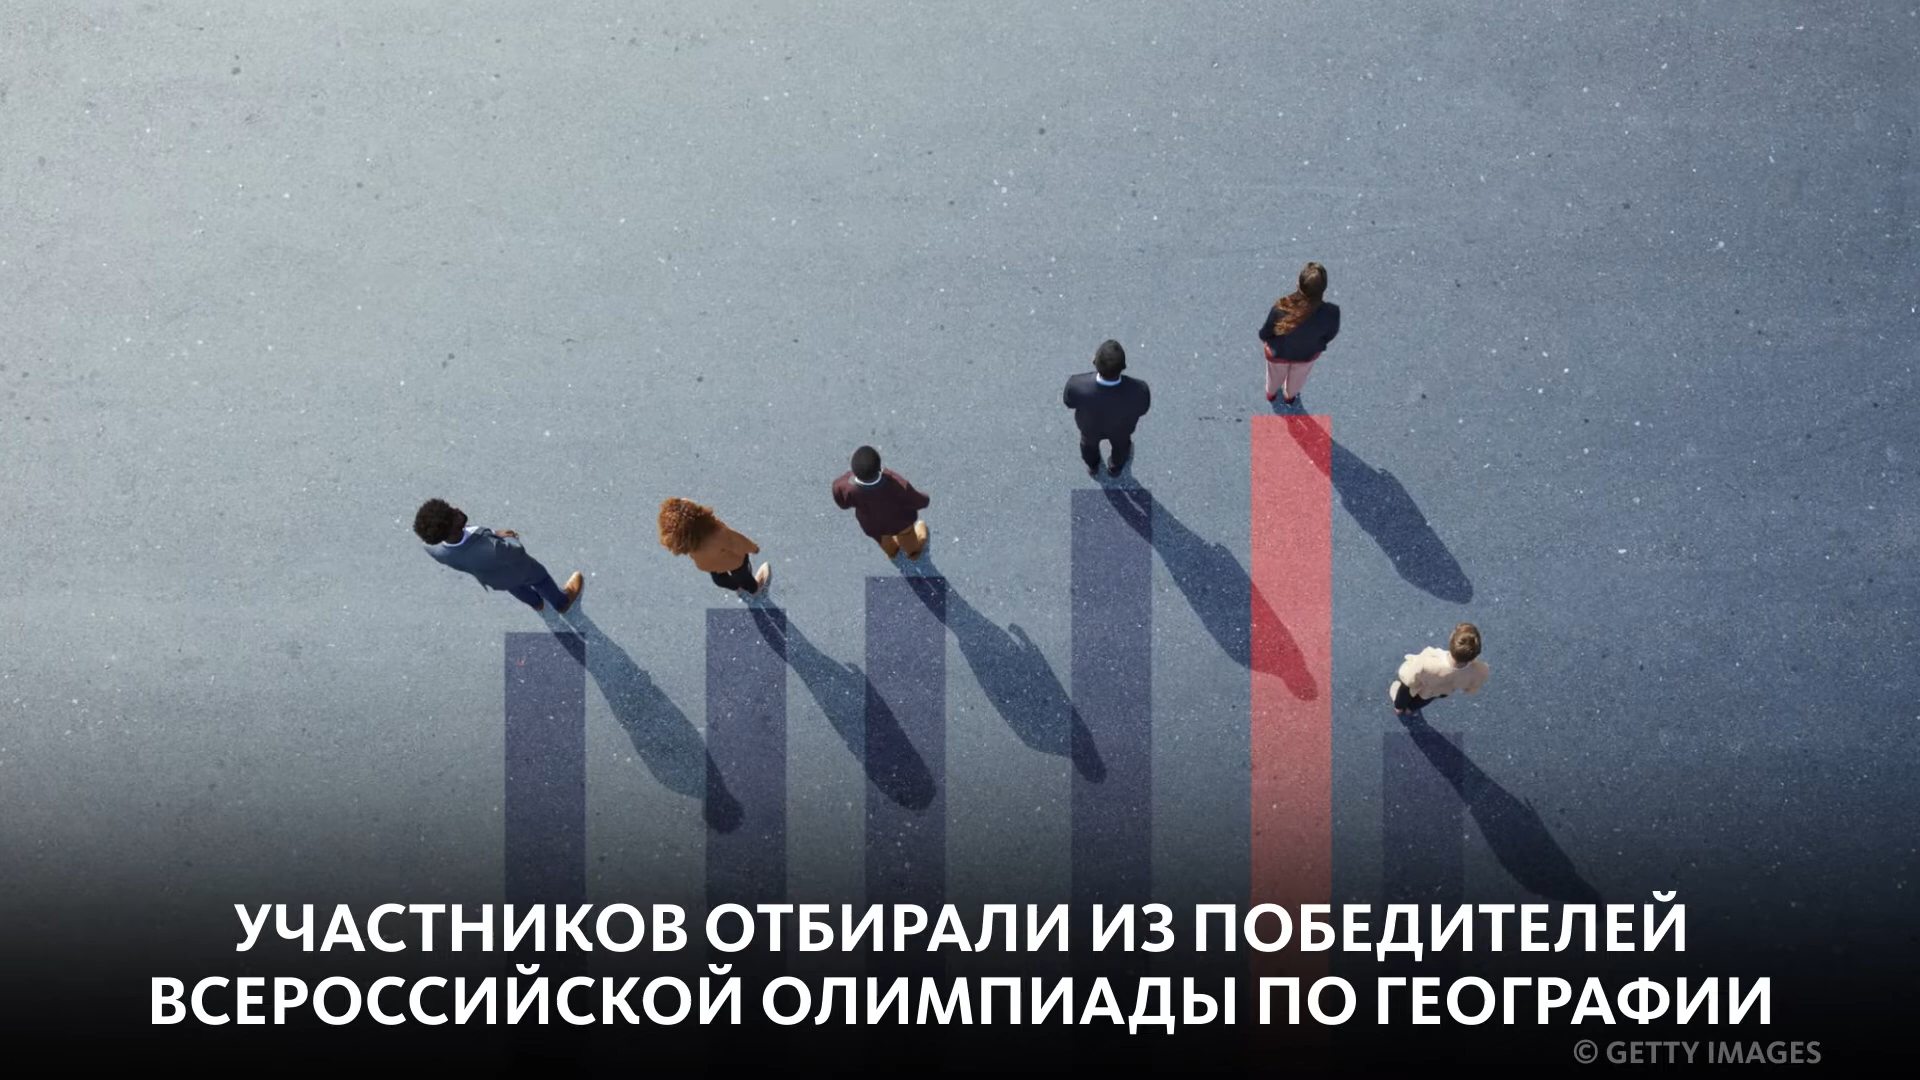 УЧАСТНИКОВ ОТБИРАЛИ ИЗ ПОБЕДИТЕЛЕЙ
ВСЕРОССИЙСКОЙ ОЛИМПИАДЫ ПО ГЕОГРАФИИ
© GETTY IMAGES